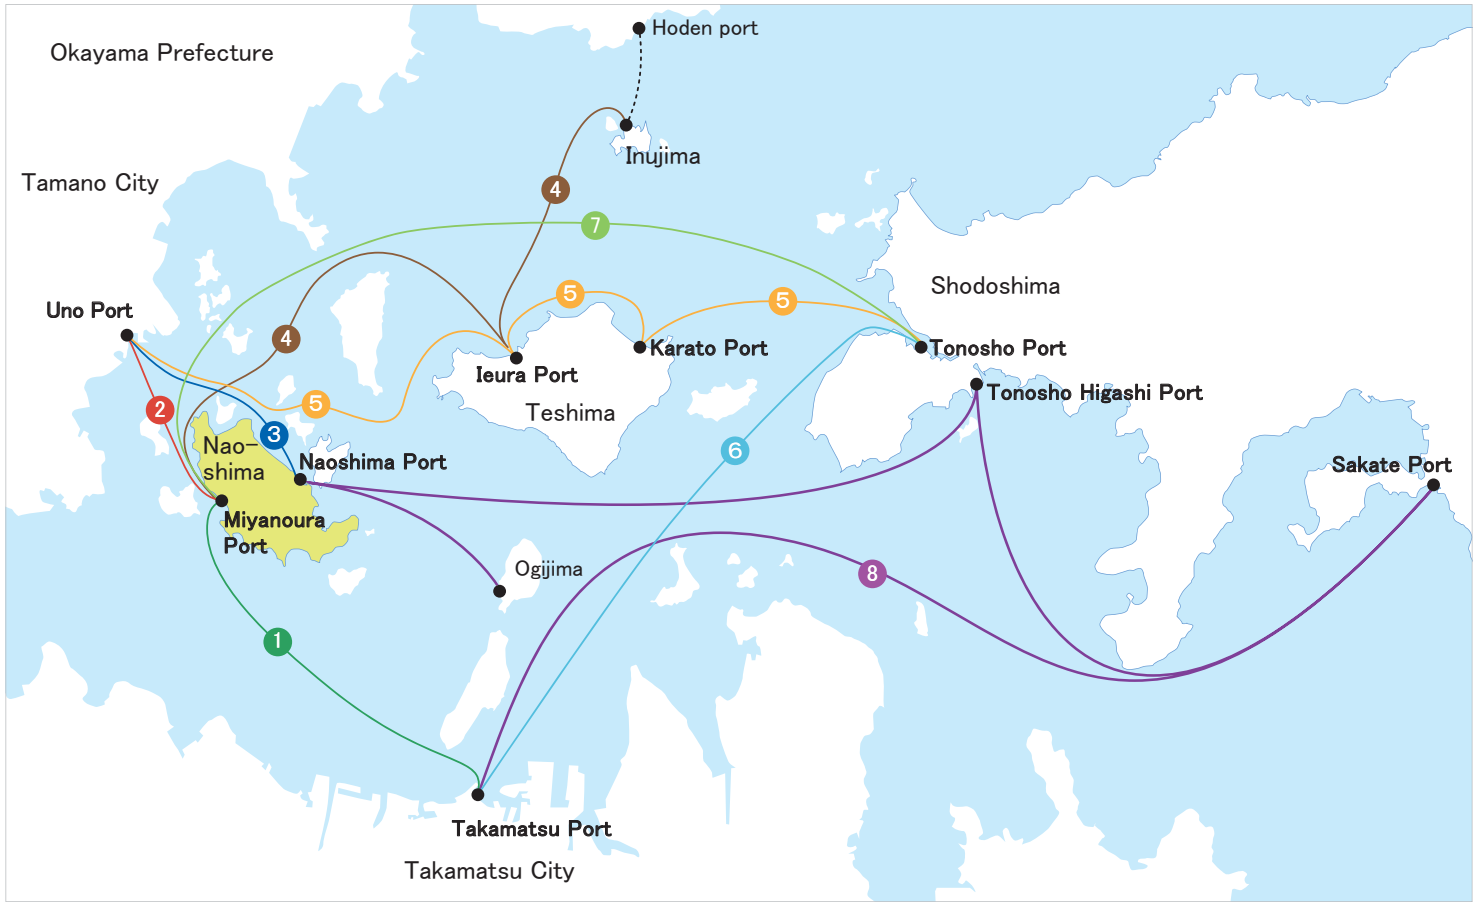 Hoden port
Okayama Prefecture
Inujima
Tamano City
4
7
Shodoshima
5
5
Uno Port
4
Karato Port
Tonosho Port
Ieura Port
Tonosho Higashi Port
5
2
Teshima
3
Nao-
shima
6
Naoshima Port
Sakate Port
Miyanoura
Port
Ogijima
8
1
Takamatsu Port
Takamatsu City